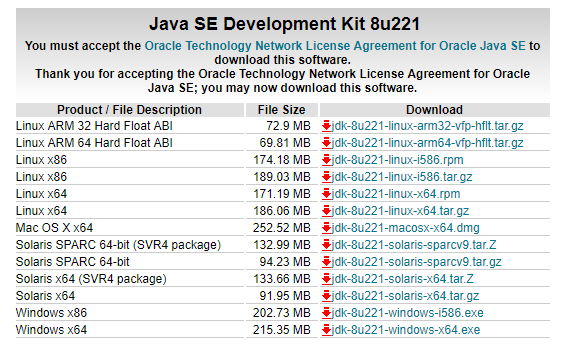 Java SE Development Kit 8u221
You must accept the Oracle Technology Network License Agreement for Oracle Java SE to
download this software.
Thank you for accepting the Oracle Technology Network License Agreement for Oracle
Java SE; you may now download this software.
Product / File Description File Size Download
Linux ARM 32 Hard Float ABI 72.9 MB jdk-8u221-linux-arm32-vfp-hflt.tar.gz
Linux ARM 64 Hard Float ABI 69.81 MB jdk-8u221-linux-arm64-vfp-hflt.tar.gz
Linux x86 174.18 MB jdk-8u221-linux-i586.rpm
Linux x86 189.03 MB jdk-8u221-linux-i586.tar.gz
Linux x64 171.19 MB jdk-8u221-linux-x64.rpm
Linux x64 186.06 MB jdk-8u221-linux-x64.tar.gz
Mac OS X x64 252.52 MB jdk-8u221-macosx-x64.dmg
Solaris SPARC 64-bit (SVR4 package) 132.99 MB jdk-8u221-solaris-sparcv9.tar.Z
Solaris SPARC 64-bit 94.23 MB jdk-8u221-solaris-sparcv9.tar.gz
Solaris x64 (SVR4 package) 133.66 MB jdk-8u221-solaris-x64.tar.Z
Solaris x64 91.95 MB jdk-8u221-solaris-x64.tar.gz
Windows x86 202.73 MB jdk-8u221-windows-i586.exe
Windows x64 215.35 MB jdk-8u221-windows-x64.exe